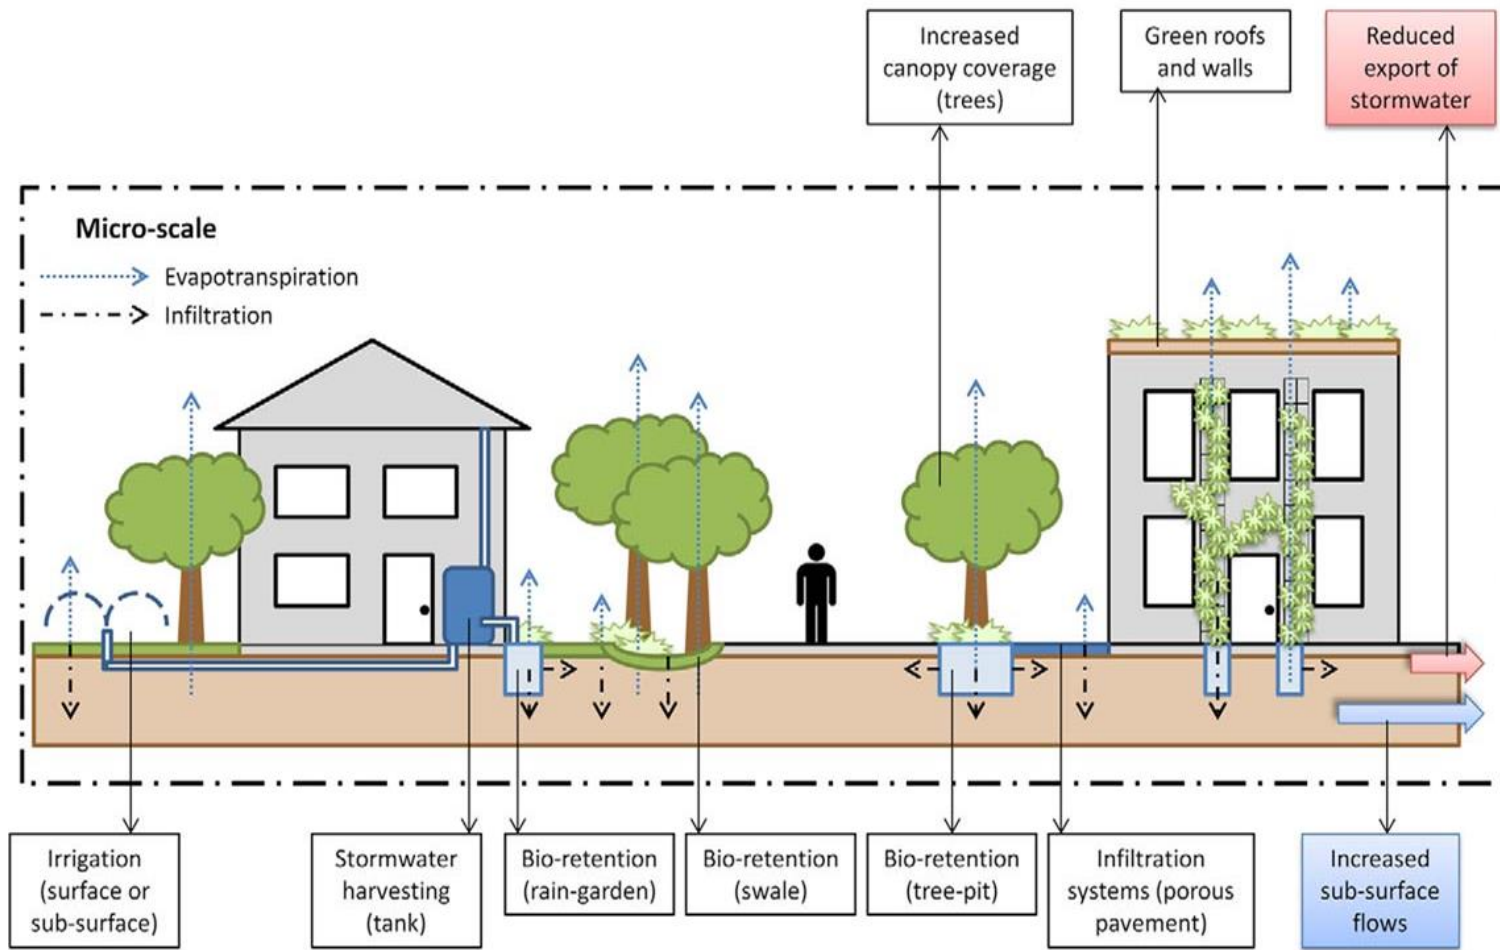 Increased
canopy coverage
(trees)
Green roofs
and walls
Reduced
export of
stormwater
Micro-scale
Evapotranspiration
Infiltration
Irrigation
(surface or
sub-surface)
Stormwater
harvesting
(tank)
Bio-retention
(rain-garden)
Bio-retention
(swale)
Bio-retention
(tree-pit)
Infiltration
systems (porous
pavement)
Increased
sub-surface
flows